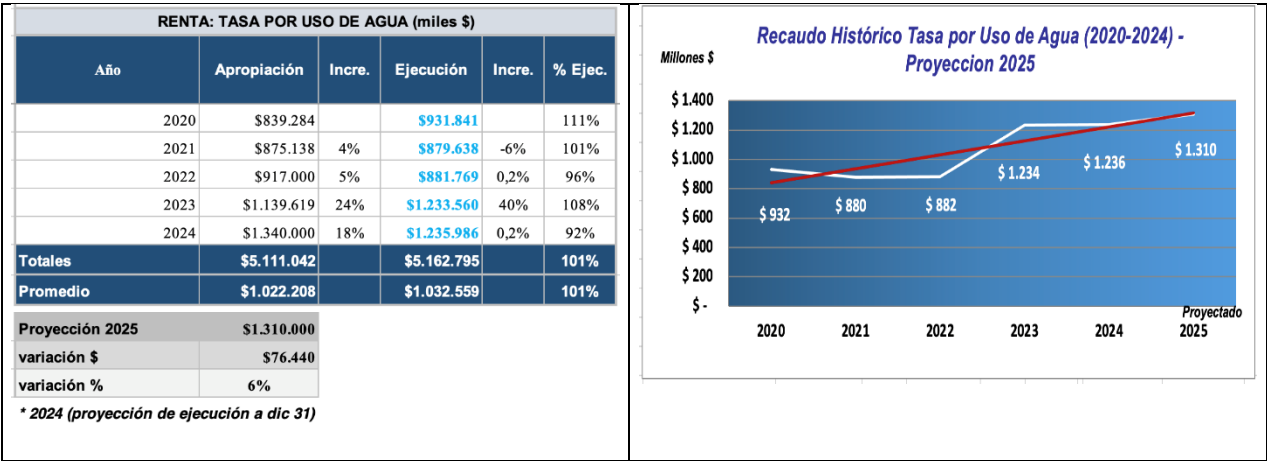 RENTA: TASA POR USO DE AGUA (miles $)
Año Apropiación Incre. Ejecución Incre. % Ejec.
2020 $839.284 $931.841 111%
2021 $875.138 4% $879.638 -6% 101%
2022 $917.000 5% $881.769 0,2% 96%
2023 $1.139.619 24% $1.233.560 40% 108%
2024 $1.340.000 18% $1.235.986 0,2% 92%
Totales $5.111.042 $5.162.795 101%
Promedio $1.022.208 $1.032.559 101%
Proyección 2025 $1.310.000
variación $ $76.440
variación % 6%
* 2024 (proyección de ejecución a dic 31)
Recaudo Histórico Tasa por Uso de Agua (2020-2024) -
Proyeccion 2025
Millones $
$ 1.400
$ 1.200
$ 1.000
$ 800
$ 600
$ 400
$ 200
$ -
$ 932
$ 880
$ 882
$ 1.234
$ 1.236
$ 1.310
Proyectado
2020 2021 2022 2023 2024 2025